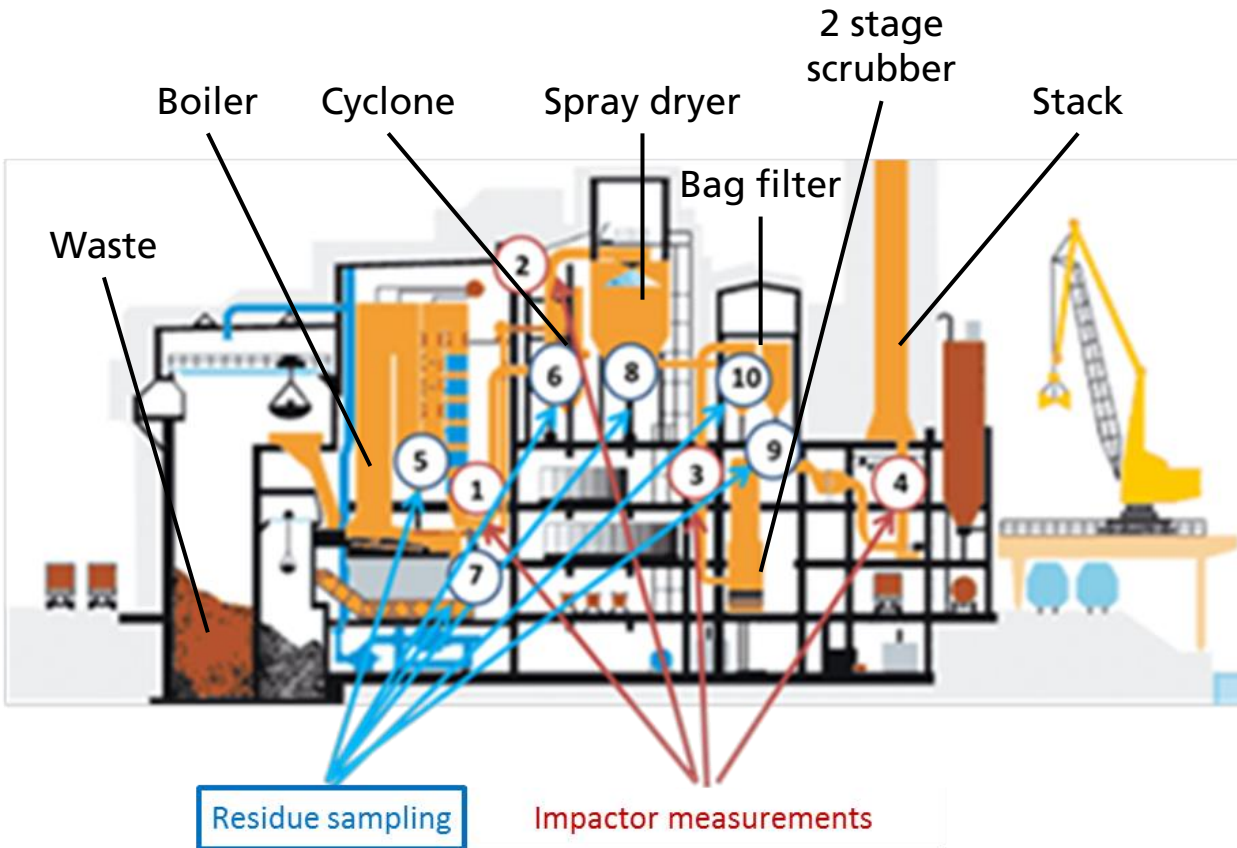 2 stage
scrubber
Boiler
Cyclone
Spray dryer
Stack
Bag filter
Waste
2
6
8
10
5
9
1
3
4
7
Residue sampling
Impactor measurements